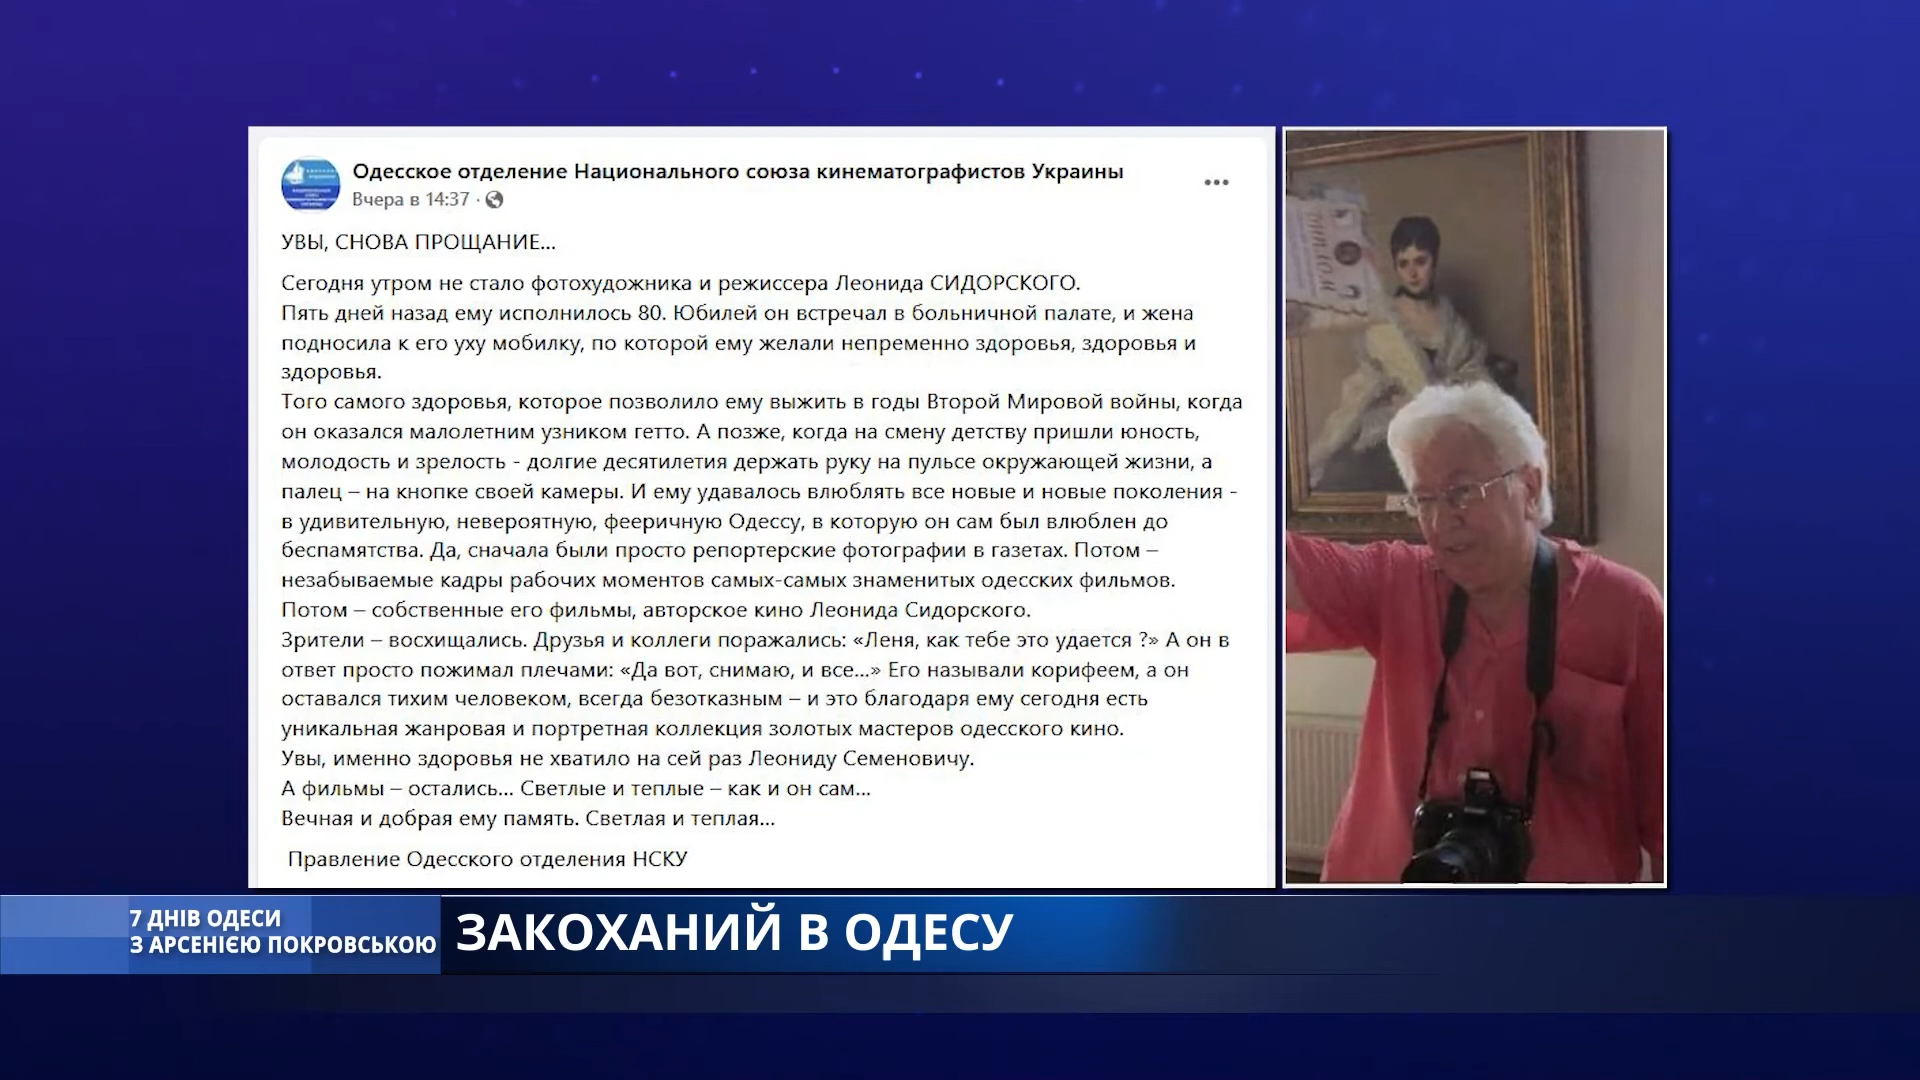 Одесское отделение Национального союза кинематографистов Украины
Вчера в 14:37 ·
УВЫ, СНОВА ПРОЩАНИЕ...
Сегодня утром не стало фотохудожника и режиссера Леонида СИДОРСКОГО.
Пять дней назад ему исполнилось 80. Юбилей он встречал в больничной палате, и жена
подносила к его уху мобилку, по которой ему желали непременно здоровья, здоровья и
здоровья.
Того самого здоровья, которое позволило ему выжить в годы Второй Мировой войны, когда
он оказался малолетним узником гетто. А позже, когда на смену детству пришли юность,
молодость и зрелость - долгие десятилетия держать руку на пульсе окружающей жизни, а
палец – на кнопке своей камеры. И ему удавалось влюблять все новые и новые поколения -
в удивительную, невероятную, фееричную Одессу, в которую он сам был влюблен до
беспамятства. Да, сначала были просто репортерские фотографии в газетах. Потом –
незабываемые кадры рабочих моментов самых-самых знаменитых одесских фильмов.
Потом – собственные его фильмы, авторское кино Леонида Сидорского.
Зрители – восхищались. Друзья и коллеги поражались: «Леня, как тебе это удается ?» А он в
ответ просто пожимал плечами: «Да вот, снимаю, и все...» Его называли корифеем, а он
оставался тихим человеком, всегда безотказным – и это благодаря ему сегодня есть
уникальная жанровая и портретная коллекция золотых мастеров одесского кино.
Увы, именно здоровья не хватило на сей раз Леониду Семеновичу.
А фильмы – остались... Светлые и теплые – как и он сам...
Вечная и добрая ему память. Светлая и теплая...
Правление Одесского отделения НСКУ
7 ДНІВ ОДЕСИ
З АРСЕНІЄЮ ПОКРОВСЬКОЮ
ЗАКОХАНИЙ В ОДЕСУ